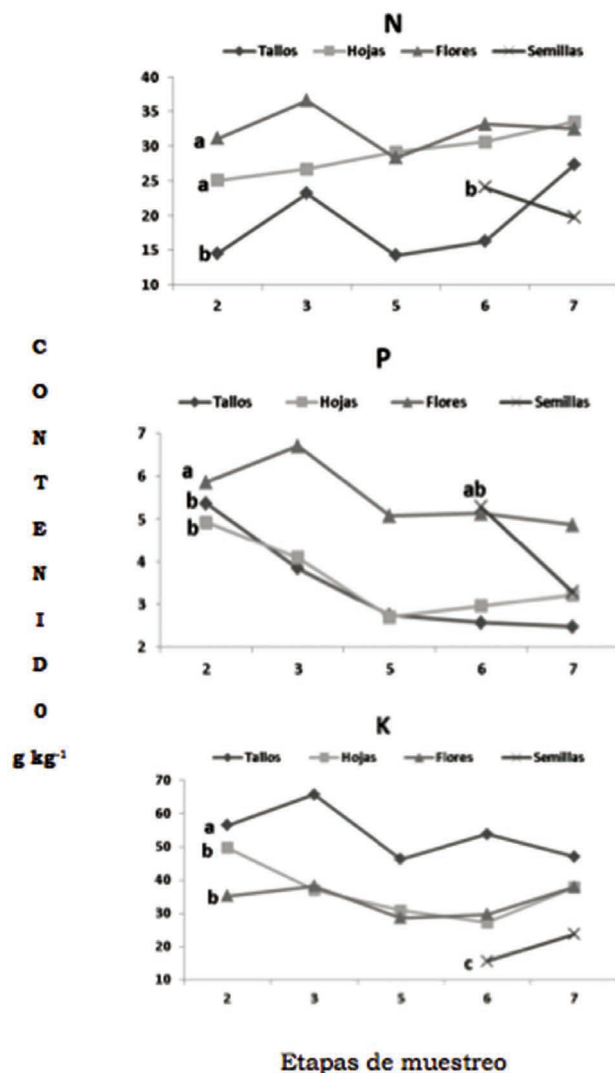 N
Tallos Hojas Flores Semillas
40
35
30
25
20
15
10
a
a
b
b
2 3 5 6 7
P
Tallos Hojas Flores Semillas
7
6
5
4
3
2
a
b
b
ab
2 3 5 6 7
K
Tallos Hojas Flores Semillas
70
60
50
40
30
20
10
a
b
b
c
2 3 5 6 7
C
O
N
T
E
N
I
D
O
g kg⁻¹
Etapas de muestreo